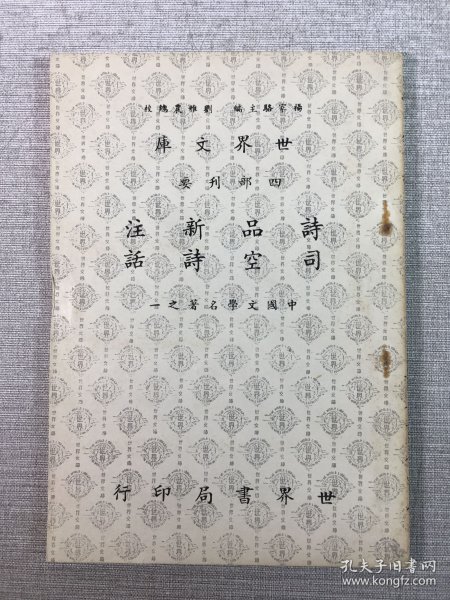 楊家駱主編 劉雅農總校
世界文庫
四部刊要
詩品新注
司空詩話
中國文學名著之一
世界書局印行
孔夫子旧书网
www.kongfz.com